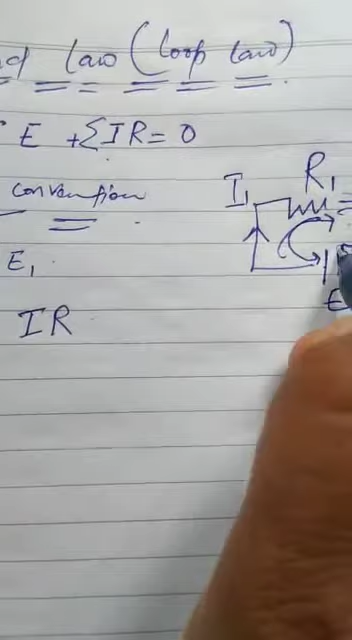 law (Loop law)
E + ΣIR = 0
convention
I₁ R₁
E₁
E
IR